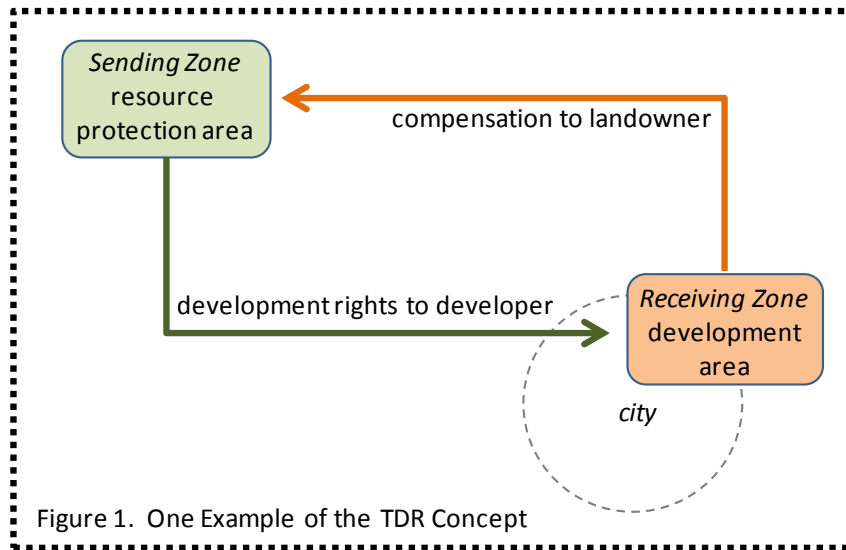 Sending Zone
resource
protection area
compensation to landowner
development rights to developer
Receiving Zone
development
area
city
Figure 1. One Example of the TDR Concept